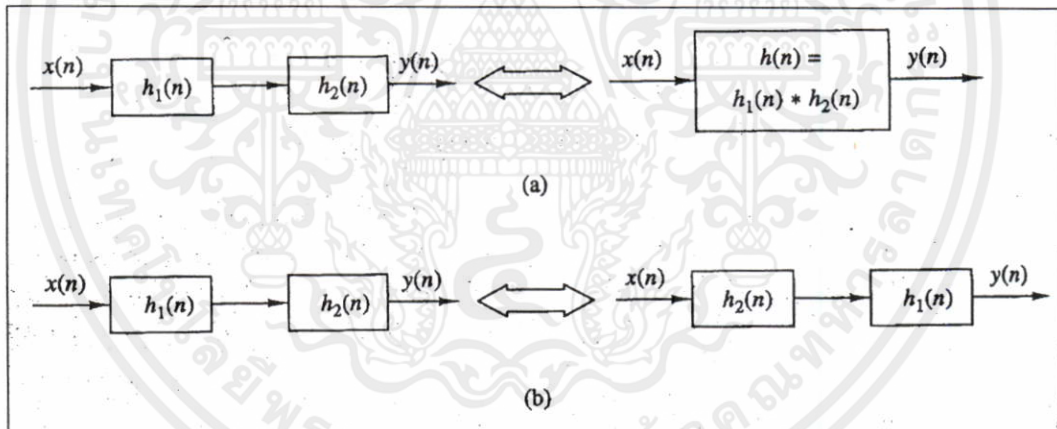 x(n) h₁(n) h₂(n) y(n) x(n) h(n) = y(n)
h₁(n) * h₂(n)
(a)
x(n) h₁(n) h₂(n) y(n) x(n) h₂(n) h₁(n) y(n)
(b)